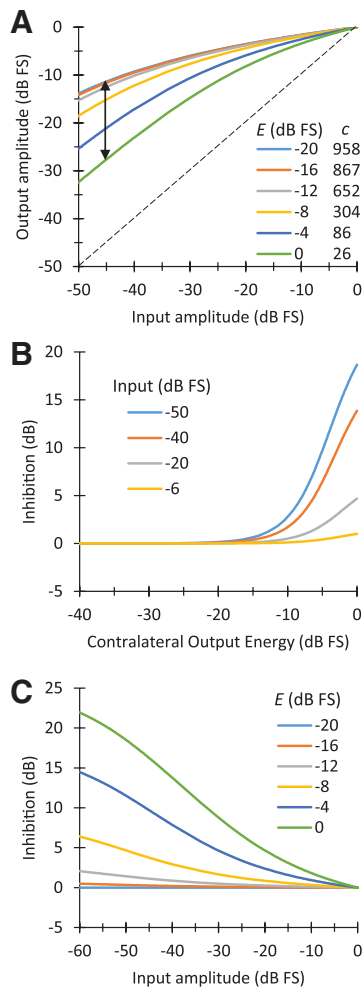 A
Output amplitude (dB FS)
0
-10
-20
-30
-40
-50
E (dB FS) c
-20 958
-16 867
-12 652
-8 304
-4 86
0 26
-50 -40 -30 -20 -10 0
Input amplitude (dB FS)
B
Inhibition (dB)
20
15
10
5
0
-5
Input (dB FS)
-50
-40
-20
-6
-40 -30 -20 -10 0
Contralateral Output Energy (dB FS)
C
Inhibition (dB)
25
20
15
10
5
0
-5
E (dB FS)
-20
-16
-12
-8
-4
0
-60 -50 -40 -30 -20 -10 0
Input amplitude (dB FS)